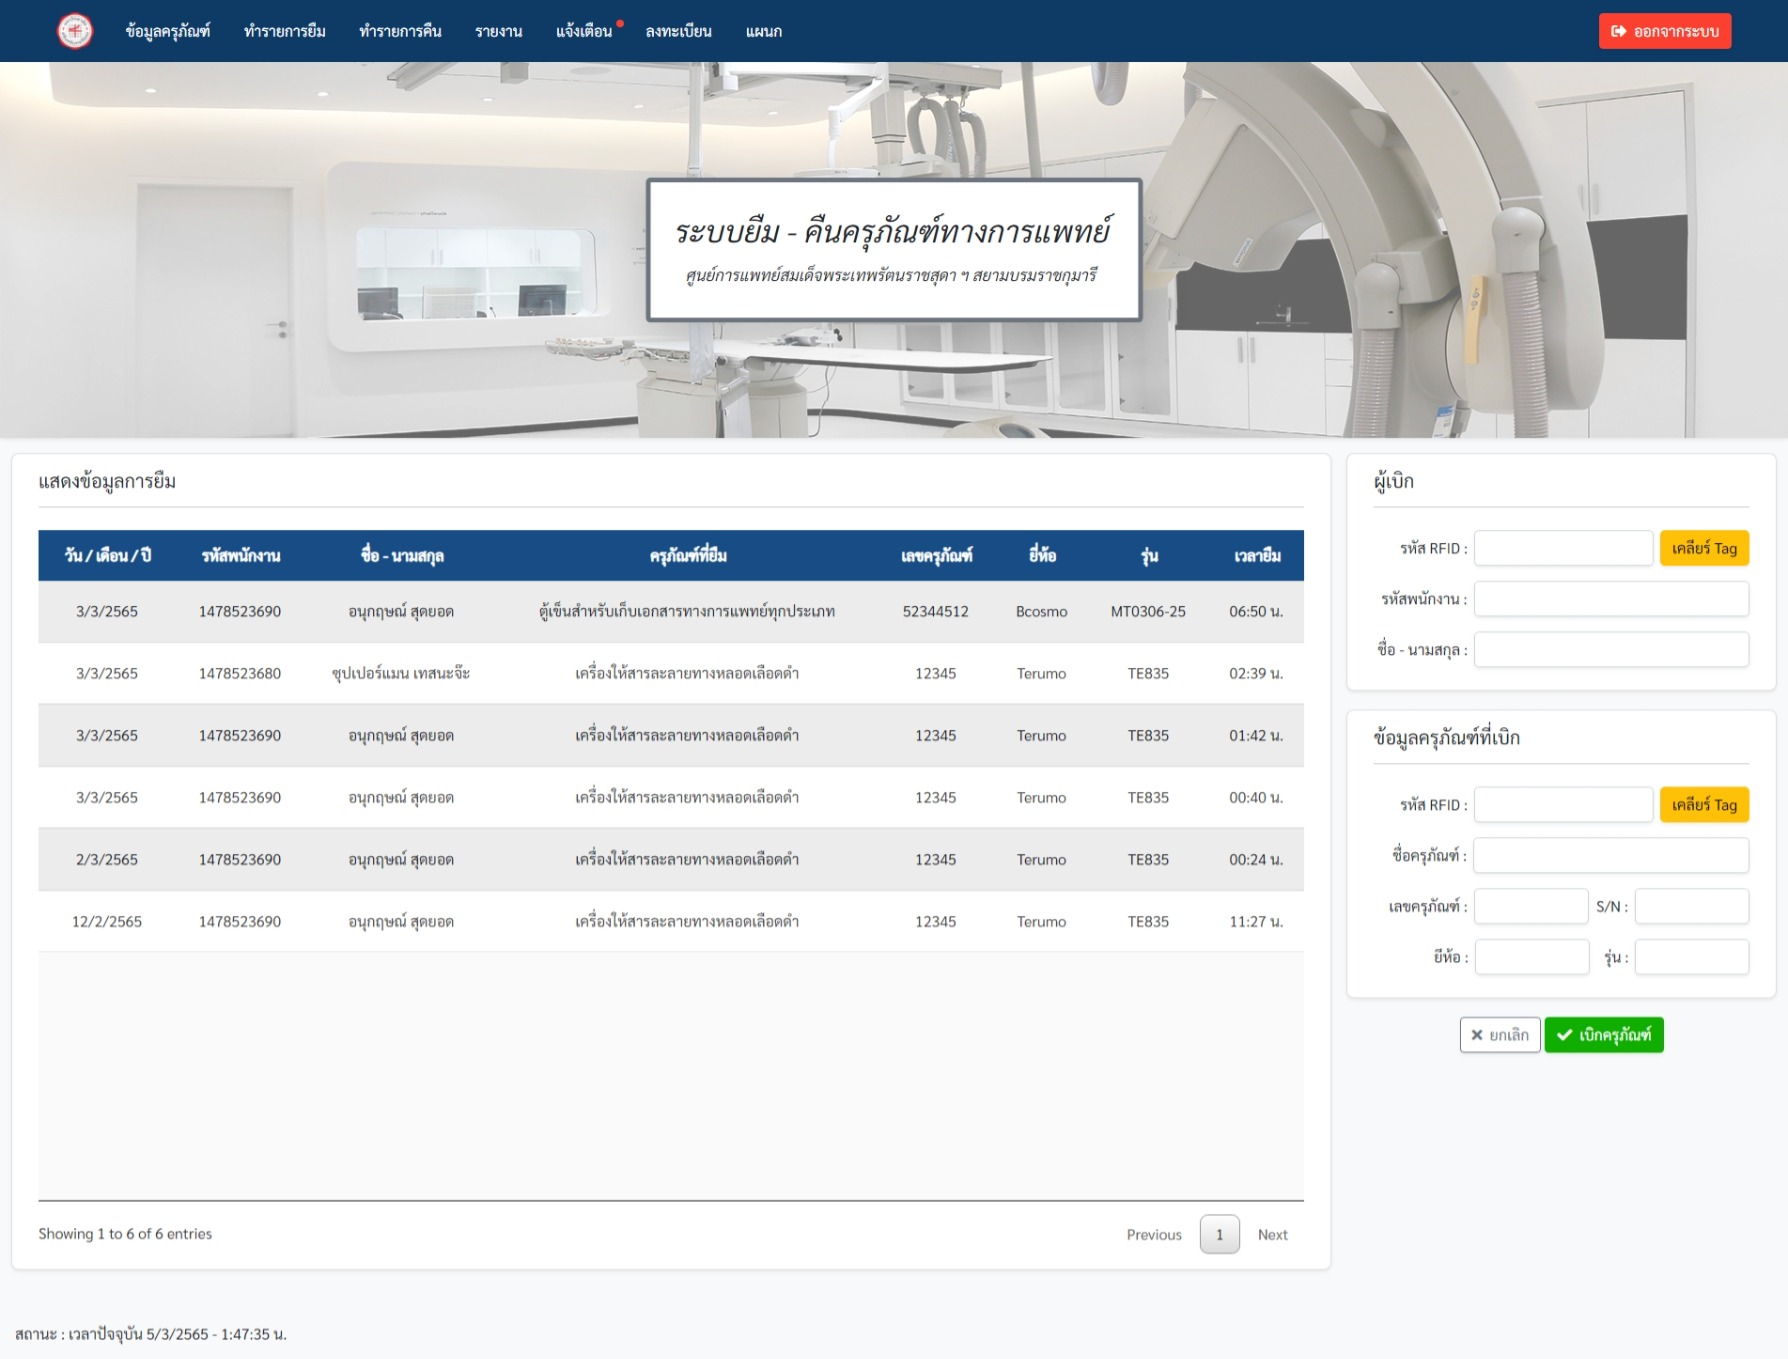 ข้อมูลครุภัณฑ์ ทำรายการยืม ทำรายการคืน รายงาน แจ้งเตือน ลงทะเบียน แผนก ออกจากระบบ
ระบบยืม - คืนครุภัณฑ์ทางการแพทย์
ศูนย์การแพทย์สมเด็จพระเทพรัตนราชสุดา ฯ สยามบรมราชกุมารี
แสดงข้อมูลการยืม
วัน / เดือน / ปี รหัสพนักงาน ชื่อ - นามสกุล ครุภัณฑ์ที่ยืม เลขครุภัณฑ์ ยี่ห้อ รุ่น เวลายืม
3/3/2565 1478523690 อนุกฤษณ์ สุดยอด ตู้เข็นสำหรับเก็บเอกสารทางการแพทย์ทุกประเภท 52344512 Bcosmo MT0306-25 06:50 น.
3/3/2565 1478523680 ซุปเปอร์แมน เทสนะจ๊ะ เครื่องให้สารละลายทางหลอดเลือดดำ 12345 Terumo TE835 02:39 น.
3/3/2565 1478523690 อนุกฤษณ์ สุดยอด เครื่องให้สารละลายทางหลอดเลือดดำ 12345 Terumo TE835 01:42 น.
3/3/2565 1478523690 อนุกฤษณ์ สุดยอด เครื่องให้สารละลายทางหลอดเลือดดำ 12345 Terumo TE835 00:40 น.
2/3/2565 1478523690 อนุกฤษณ์ สุดยอด เครื่องให้สารละลายทางหลอดเลือดดำ 12345 Terumo TE835 00:24 น.
12/2/2565 1478523690 อนุกฤษณ์ สุดยอด เครื่องให้สารละลายทางหลอดเลือดดำ 12345 Terumo TE835 11:27 น.
Showing 1 to 6 of 6 entries
Previous 1 Next
ผู้เบิก
รหัส RFID : เคลียร์ Tag
รหัสพนักงาน :
ชื่อ - นามสกุล :
ข้อมูลครุภัณฑ์ที่เบิก
รหัส RFID : เคลียร์ Tag
ชื่อครุภัณฑ์ :
เลขครุภัณฑ์ : S/N :
ยีห้อ : รุ่น :
ยกเลิก เบิกครุภัณฑ์
สถานะ : เวลาปัจจุบัน 5/3/2565 - 1:47:35 น.